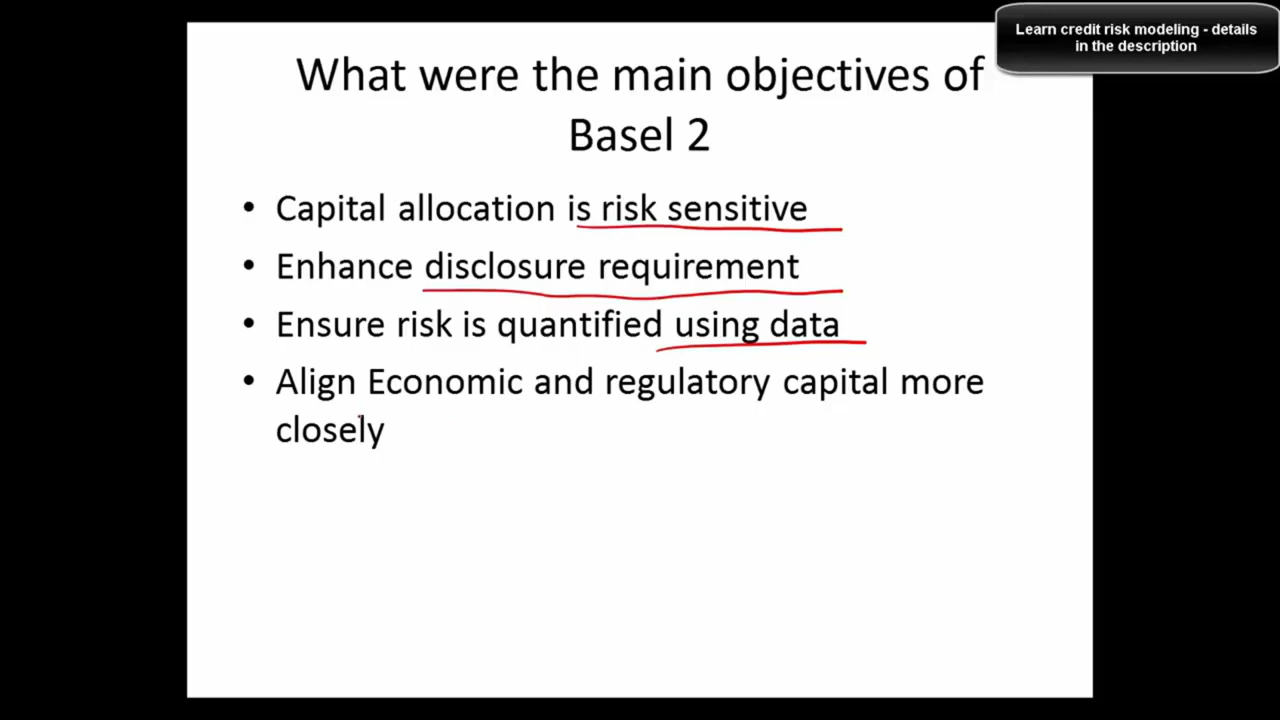 Learn credit risk modeling - details
in the description
What were the main objectives of
Basel 2
• Capital allocation is risk sensitive
• Enhance disclosure requirement
• Ensure risk is quantified using data
• Align Economic and regulatory capital more
closely